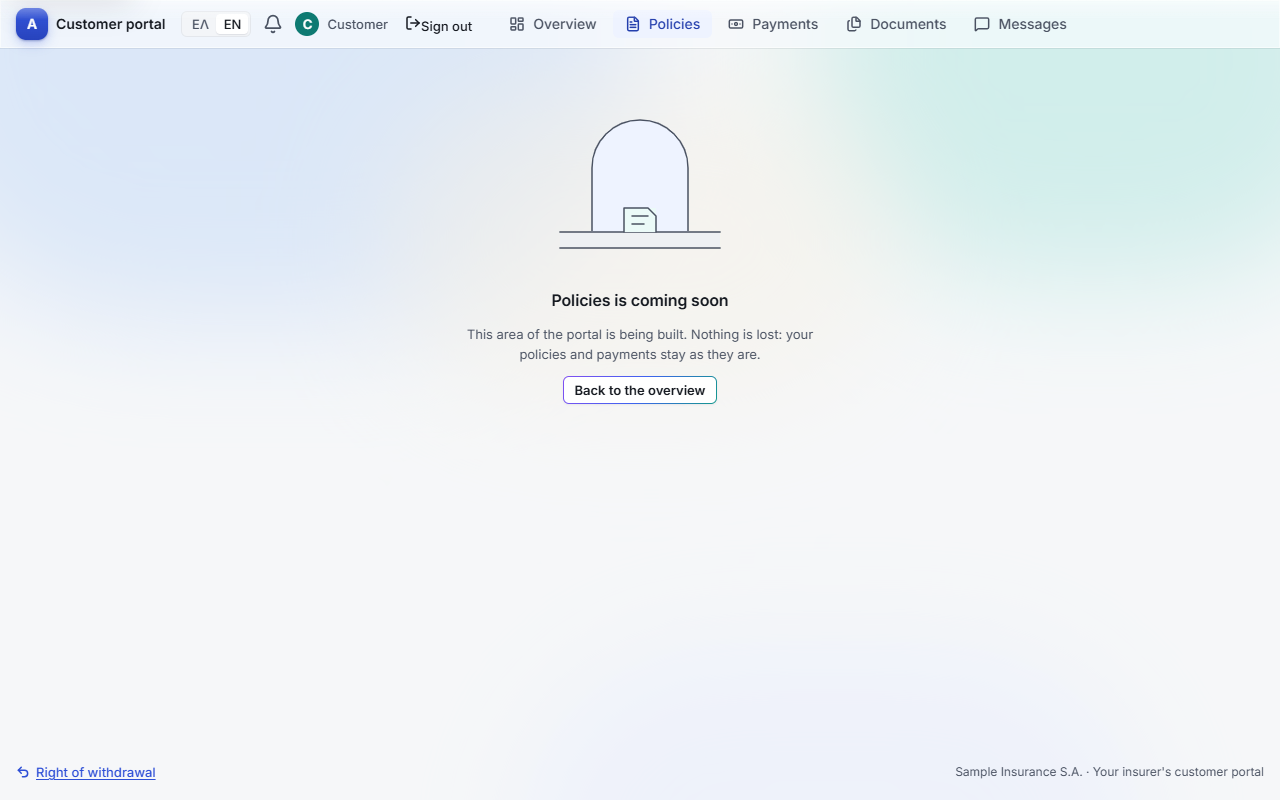 A Customer portal ΕΛ EN C Customer Sign out Overview Policies Payments Documents Messages
Policies is coming soon
This area of the portal is being built. Nothing is lost: your
policies and payments stay as they are.
Back to the overview
Right of withdrawal
Sample Insurance S.A. · Your insurer's customer portal